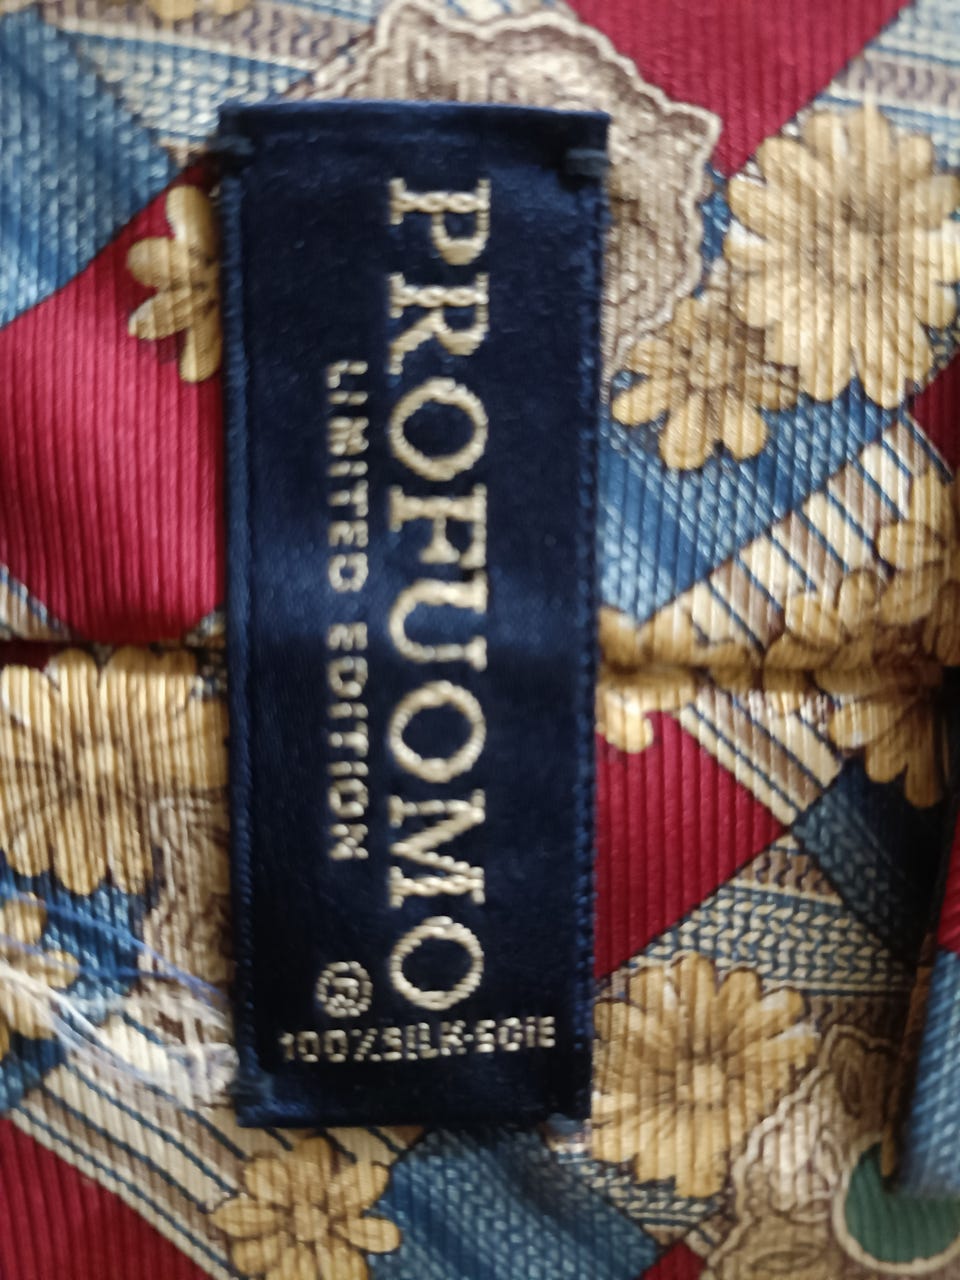 PROFUOMO
LIMITED EDITION ®
100%SILK-SOIE